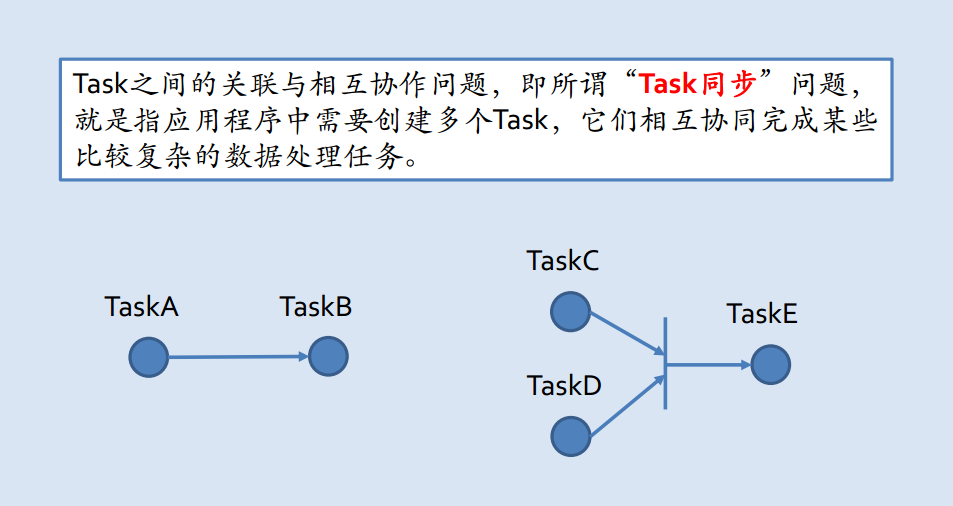 Task之间的关联与相互协作问题，即所谓“Task同步”问题，
就是指应用程序中需要创建多个Task，它们相互协同完成某些
比较复杂的数据处理任务。
TaskA
TaskB
TaskC
TaskD
TaskE